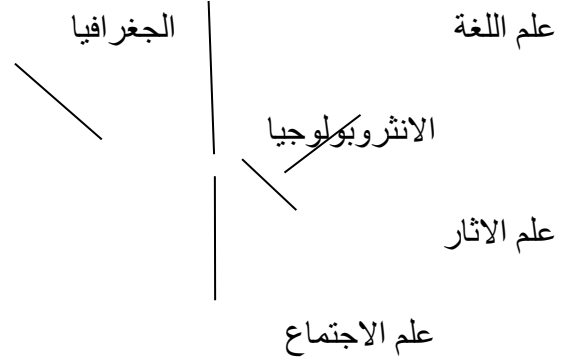 علم اللغة الجغرافيا
الانثروبولوجيا
علم الاثار
علم الاجتماع